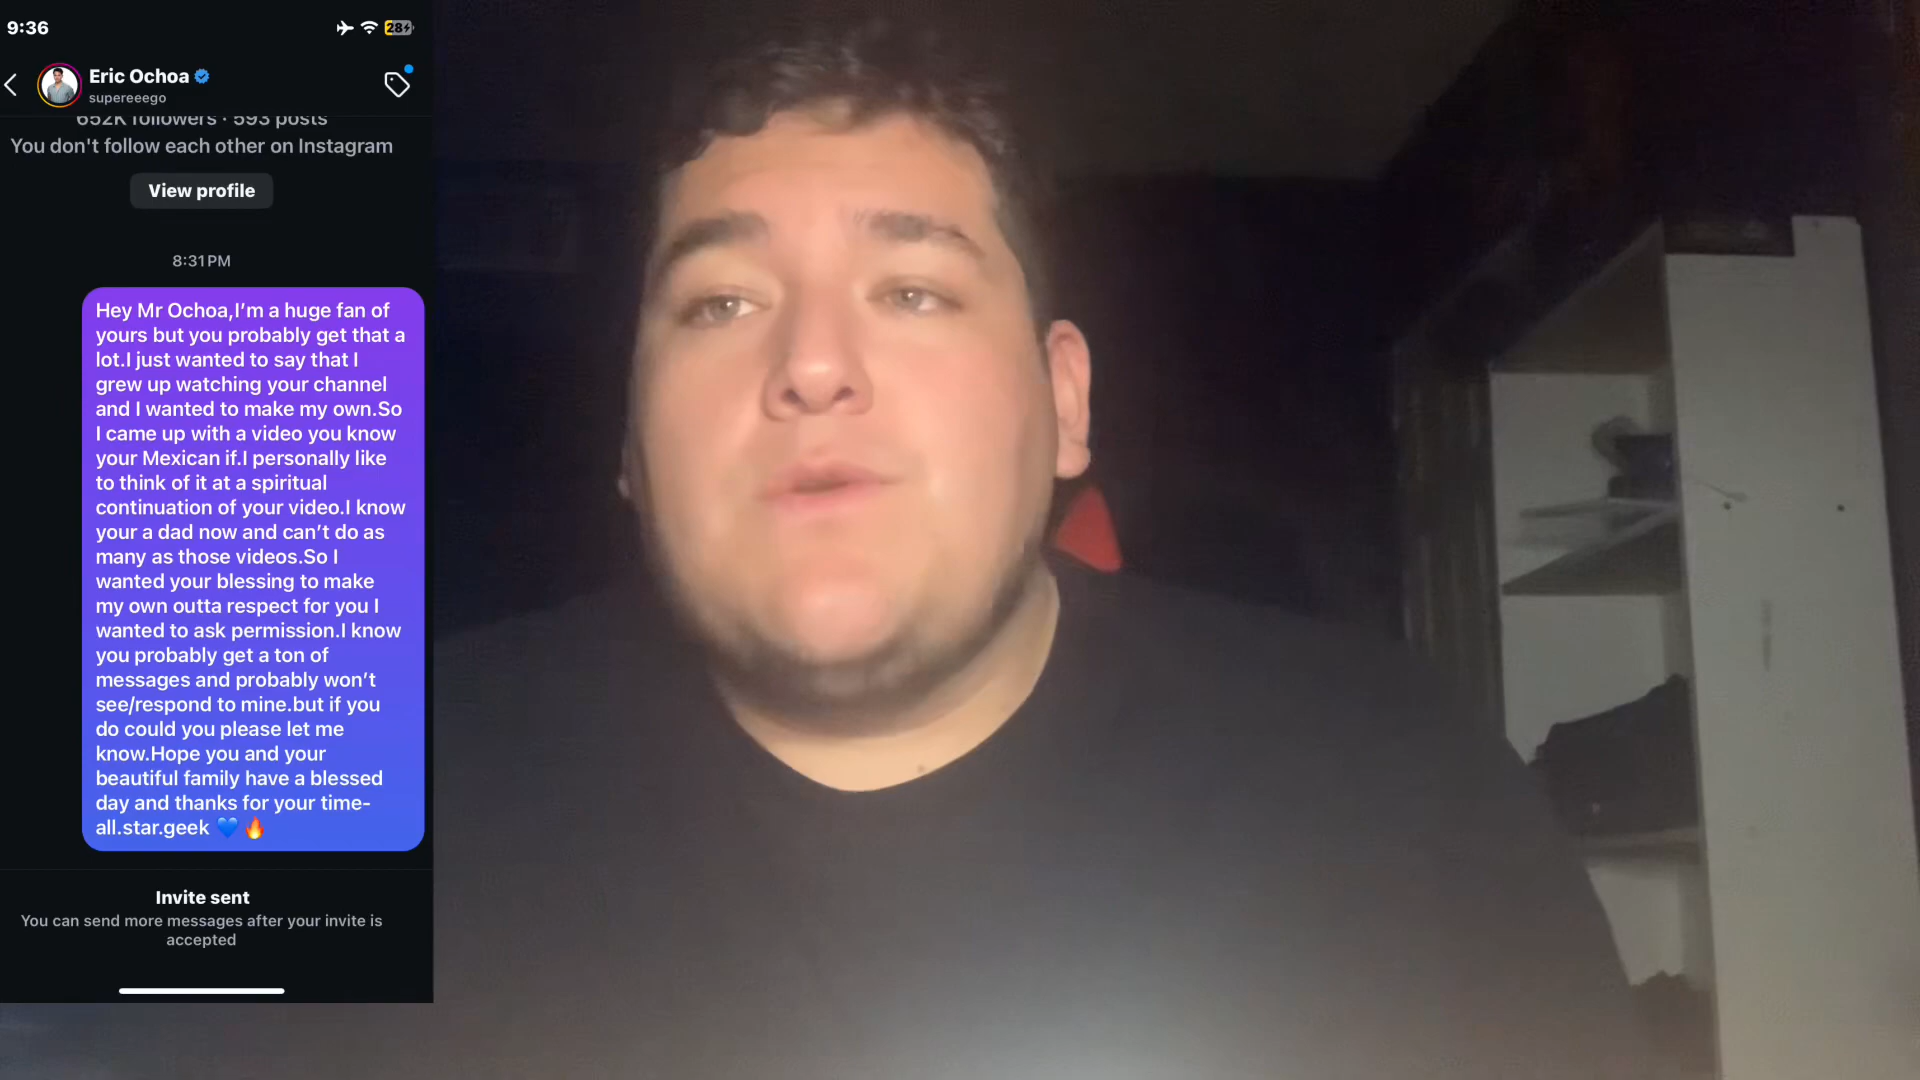 9:36
28
Eric Ochoa
supereeego
652K followers · 593 posts
You don't follow each other on Instagram
View profile
8:31 PM
Hey Mr Ochoa,I’m a huge fan of
yours but you probably get that a
lot.I just wanted to say that I
grew up watching your channel
and I wanted to make my own.So
I came up with a video you know
your Mexican if.I personally like
to think of it at a spiritual
continuation of your video.I know
your a dad now and can’t do as
many as those videos.So I
wanted your blessing to make
my own outta respect for you I
wanted to ask permission.I know
you probably get a ton of
messages and probably won’t
see/respond to mine.but if you
do could you please let me
know.Hope you and your
beautiful family have a blessed
day and thanks for your time-
all.star.geek 💙 🔥
Invite sent
You can send more messages after your invite is
accepted